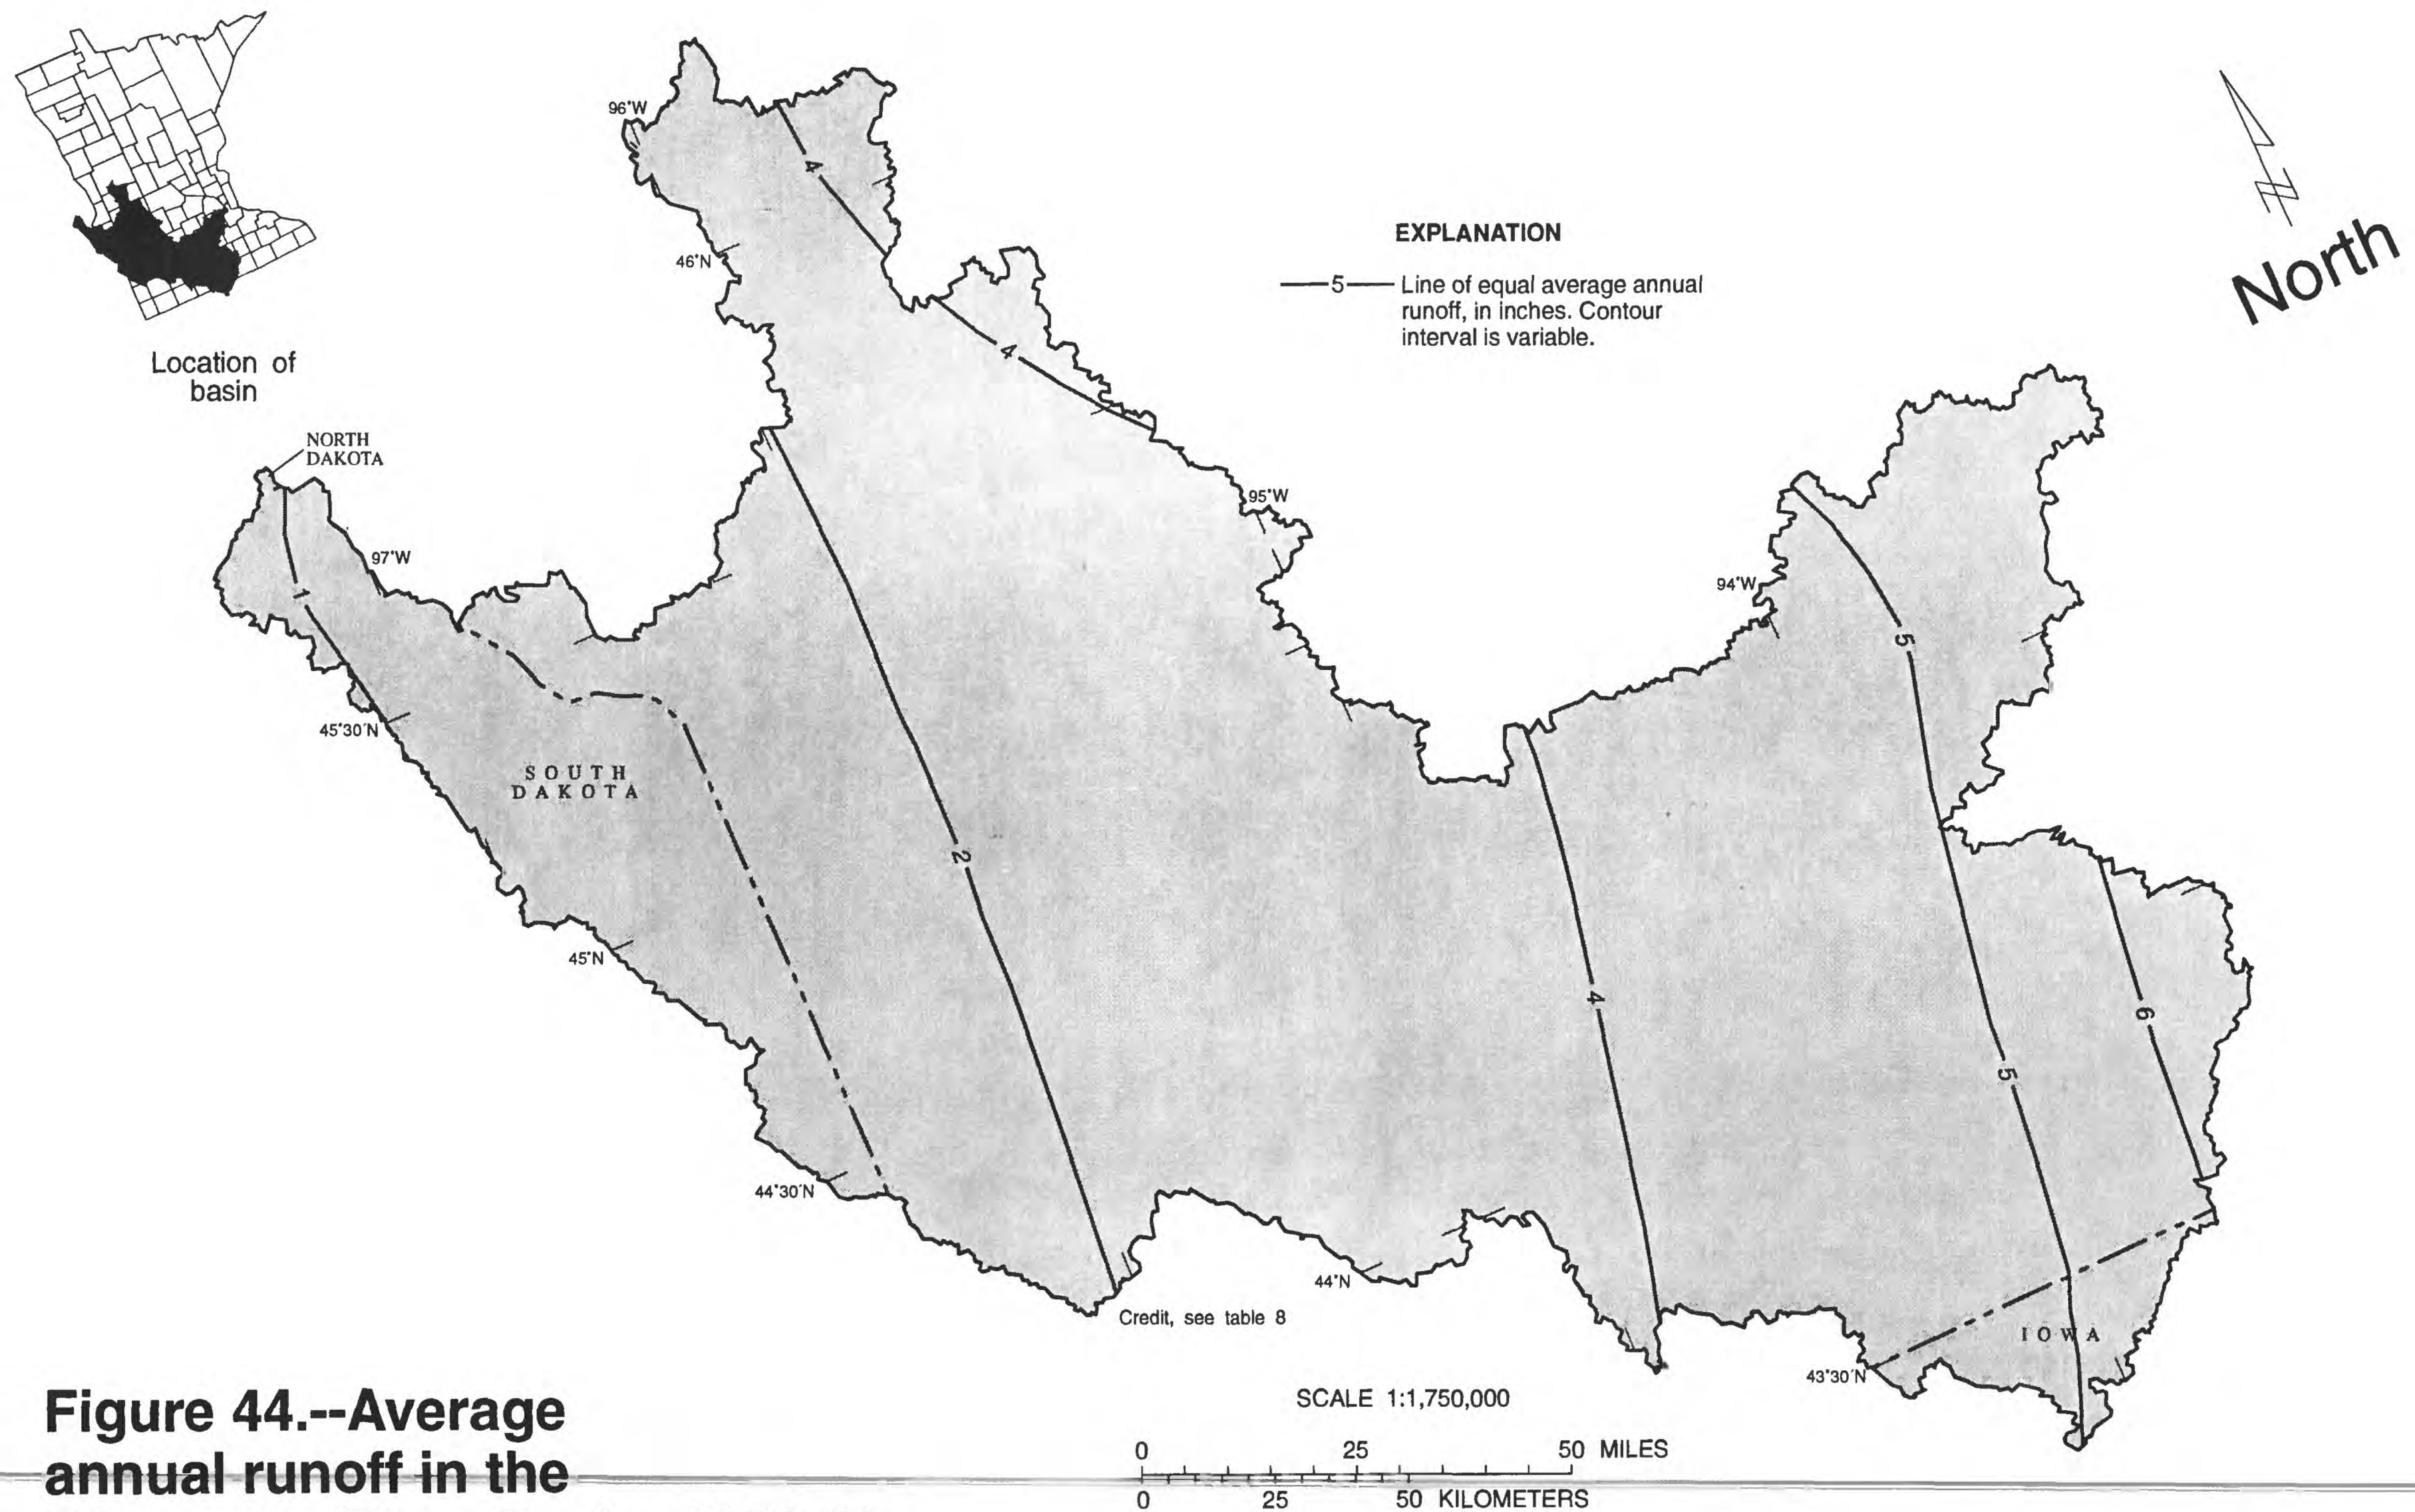 96°W
4
46°N
EXPLANATION
—5— Line of equal average annual
runoff, in inches. Contour
interval is variable.
North
Location of
basin
4
NORTH
DAKOTA
97°W
95°W
94°W
1
5
45°30'N
SOUTH
DAKOTA
2
45°N
4
6
5
44°30'N
44°N
Credit, see table 8
IOWA
43°30'N
SCALE 1:1,750,000
0 25 50 MILES
0 25 50 KILOMETERS
Figure 44.--Average
annual runoff in the